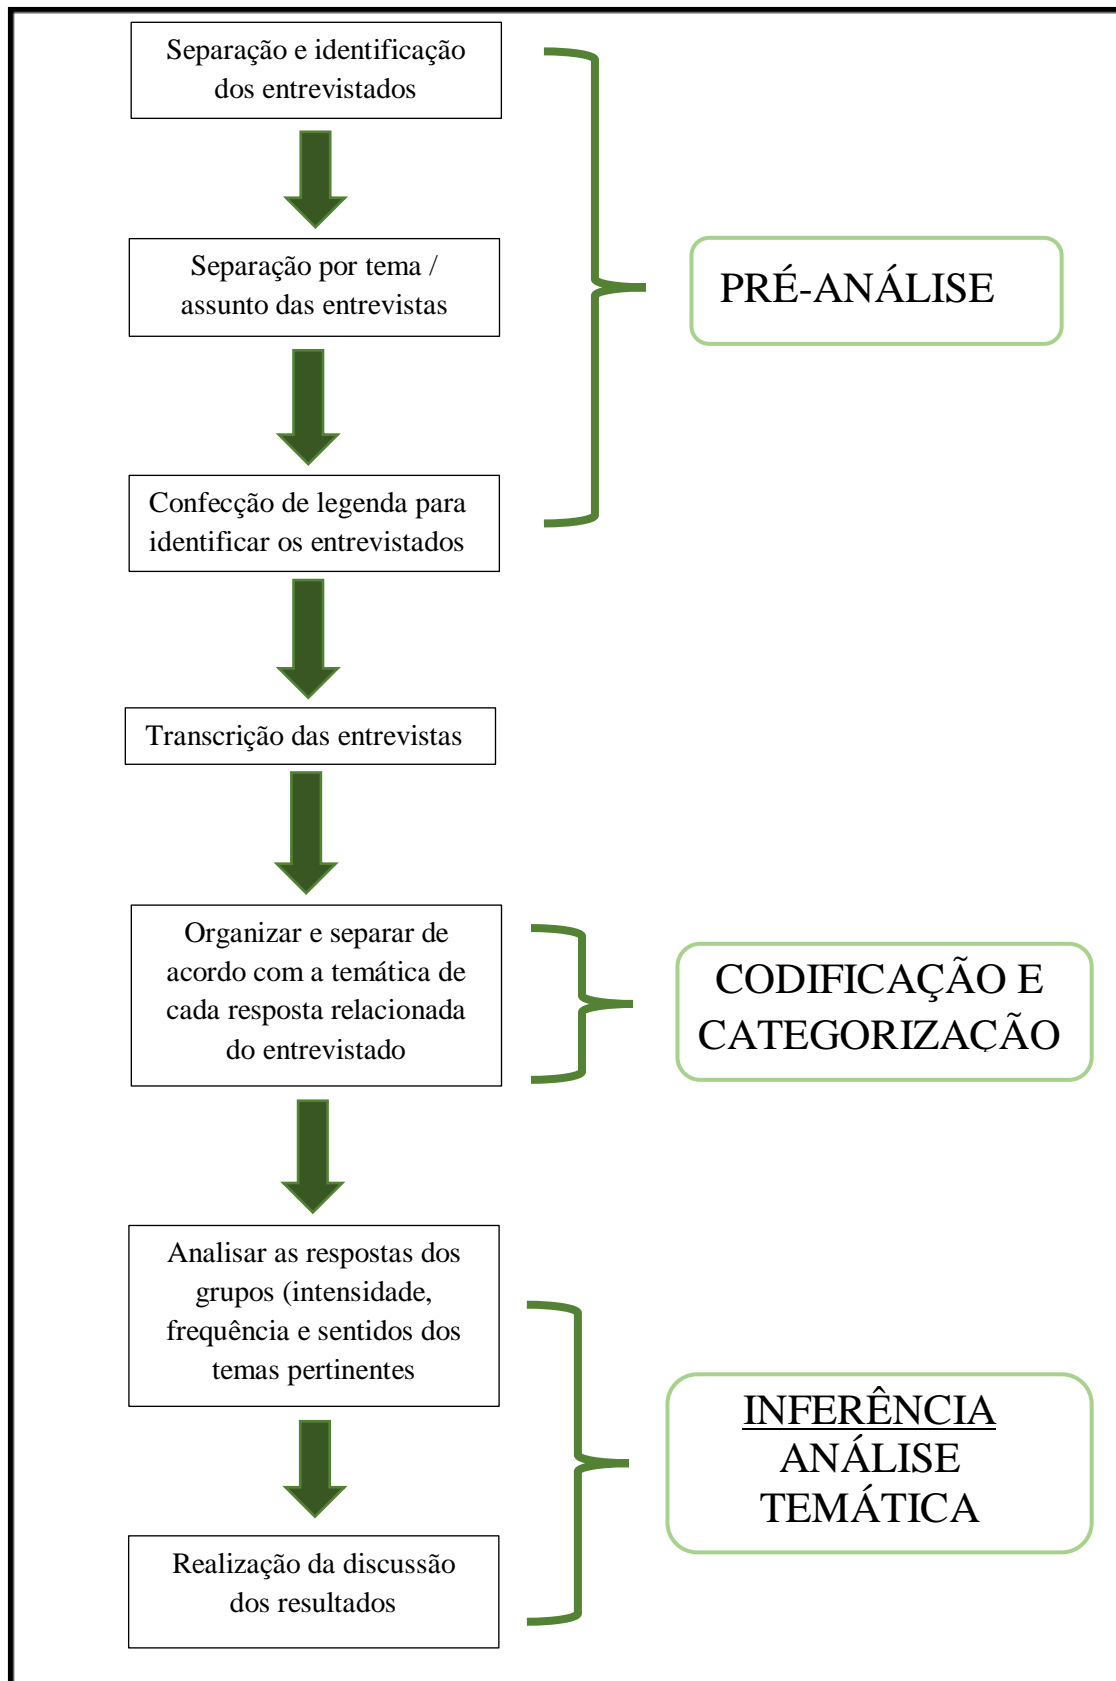 Separação e identificação
dos entrevistados
Separação por tema /
assunto das entrevistas
PRÉ-ANÁLISE
Confecção de legenda para
identificar os entrevistados
Transcrição das entrevistas
Organizar e separar de
acordo com a temática de
cada resposta relacionada
do entrevistado
CODIFICAÇÃO E
CATEGORIZAÇÃO
Analisar as respostas dos
grupos (intensidade,
frequência e sentidos dos
temas pertinentes
INFERÊNCIA
ANÁLISE
TEMÁTICA
Realização da discussão
dos resultados